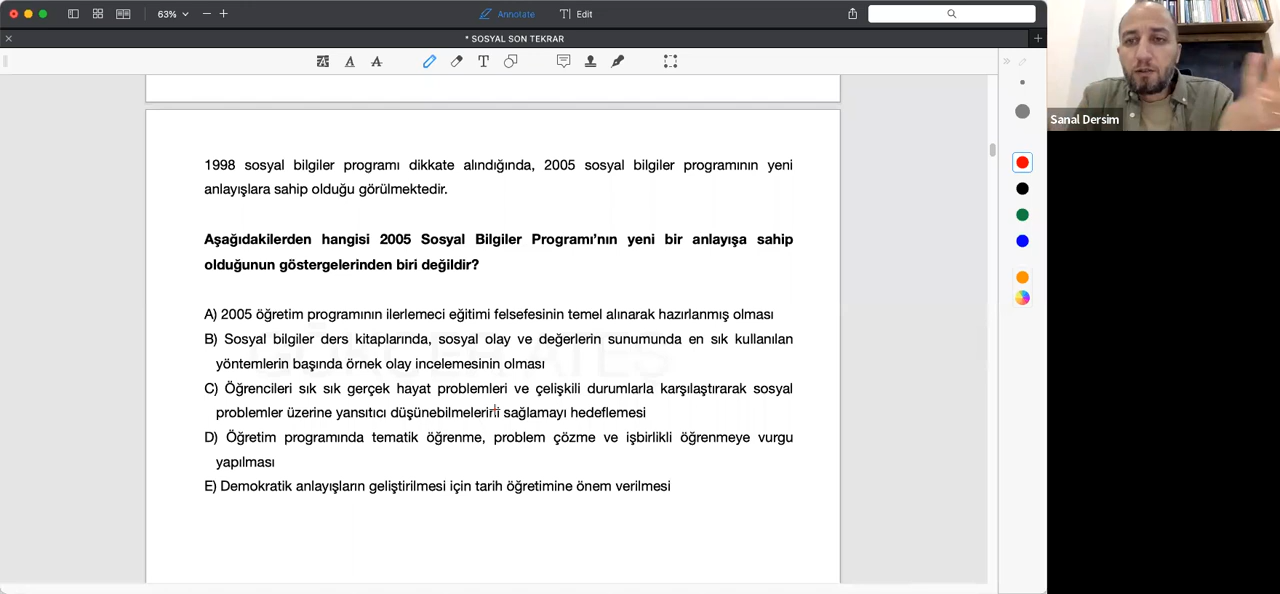 63%
Annotate
Edit
* SOSYAL SON TEKRAR
Sanal Dersim
1998 sosyal bilgiler programı dikkate alındığında, 2005 sosyal bilgiler programının yeni
anlayışlara sahip olduğu görülmektedir.
Aşağıdakilerden hangisi 2005 Sosyal Bilgiler Programı’nın yeni bir anlayışa sahip
olduğunun göstergelerinden biri değildir?
A) 2005 öğretim programının ilerlemeci eğitimi felsefesinin temel alınarak hazırlanmış olması
B) Sosyal bilgiler ders kitaplarında, sosyal olay ve değerlerin sunumunda en sık kullanılan
yöntemlerin başında örnek olay incelemesinin olması
C) Öğrencileri sık sık gerçek hayat problemleri ve çelişkili durumlarla karşılaştırarak sosyal
problemler üzerine yansıtıcı düşünebilmelerini sağlamayı hedeflemesi
D) Öğretim programında tematik öğrenme, problem çözme ve işbirlikli öğrenmeye vurgu
yapılması
E) Demokratik anlayışların geliştirilmesi için tarih öğretimine önem verilmesi